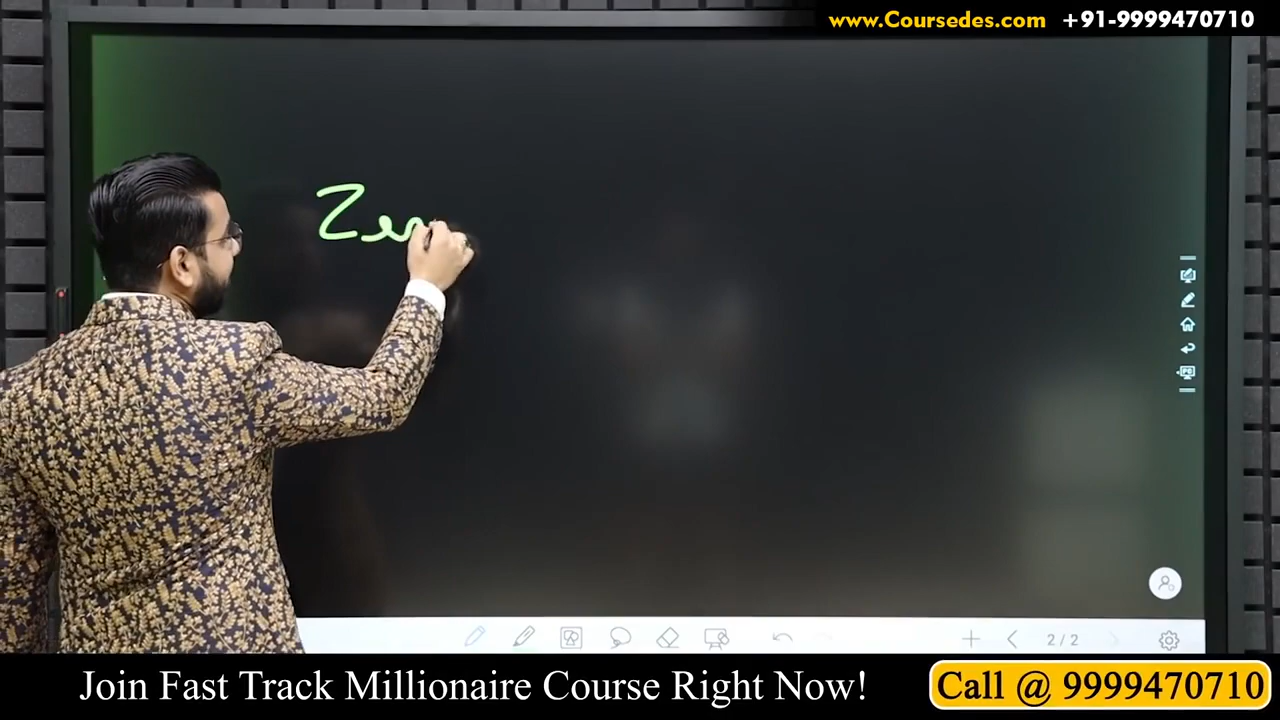 www.Coursedes.com +91-9999470710
Zer
2/2
Join Fast Track Millionaire Course Right Now!
Call @ 9999470710